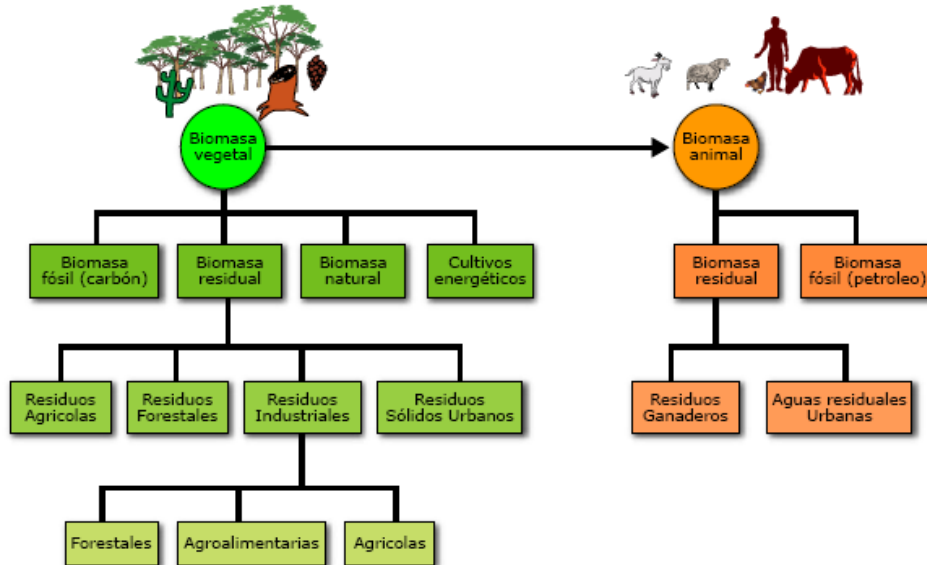 Biomasa
vegetal
Biomasa
animal
Biomasa
fósil (carbón)
Biomasa
residual
Biomasa
natural
Cultivos
energéticos
Biomasa
residual
Biomasa
fósil (petroleo)
Residuos
Agricolas
Residuos
Forestales
Residuos
Industriales
Residuos
Sólidos Urbanos
Residuos
Ganaderos
Aguas residuales
Urbanas
Forestales
Agroalimentarias
Agricolas